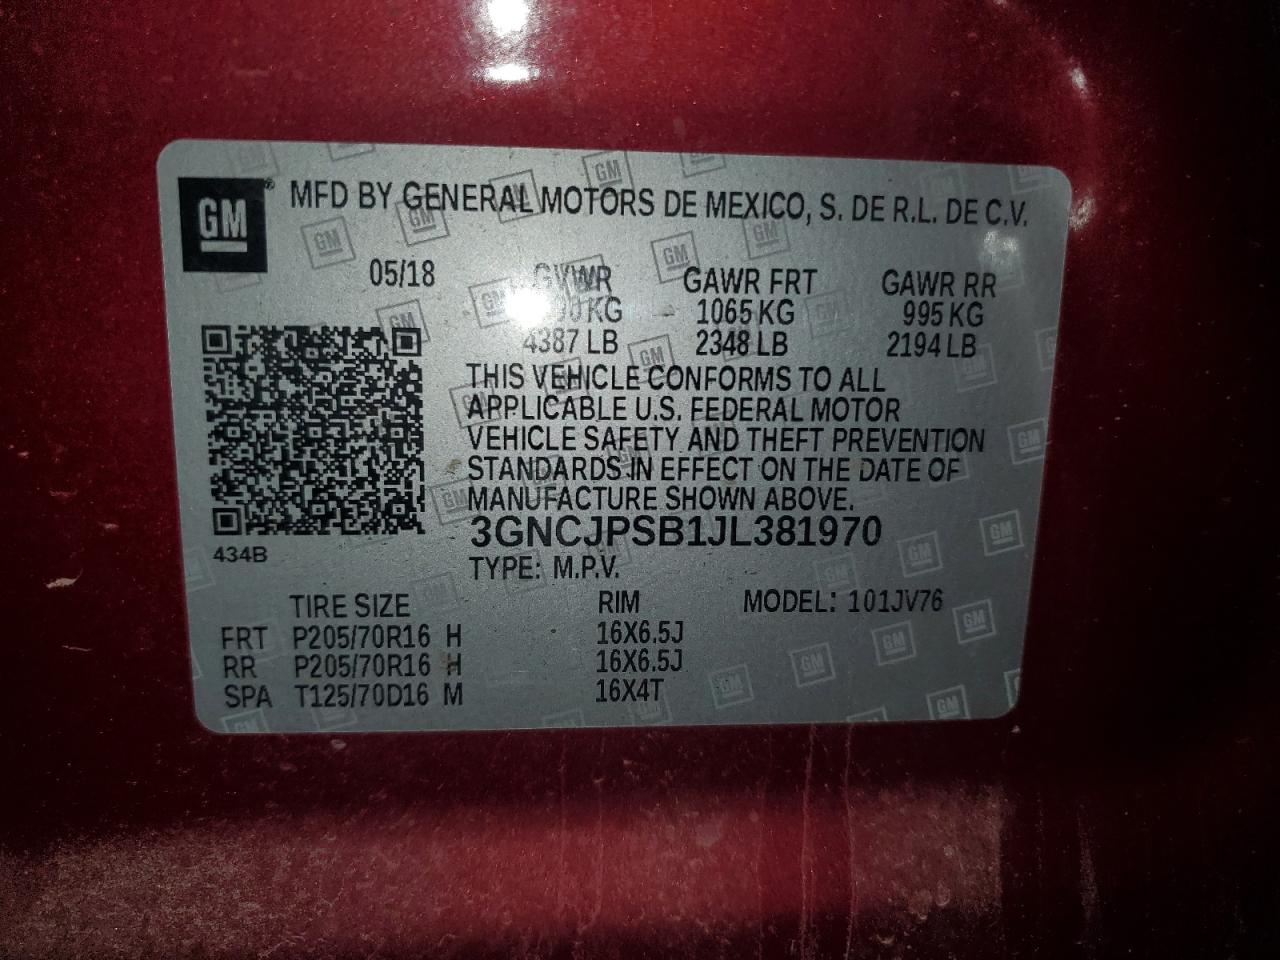 GM ® MFD BY GENERAL MOTORS DE MEXICO, S. DE R.L. DE C.V.
05/18 GVWR GAWR FRT GAWR RR
KG 1065 KG 995 KG
4387 LB 2348 LB 2194 LB
THIS VEHICLE CONFORMS TO ALL
APPLICABLE U.S. FEDERAL MOTOR
VEHICLE SAFETY AND THEFT PREVENTION
STANDARDS IN EFFECT ON THE DATE OF
MANUFACTURE SHOWN ABOVE.
3GNCJPSB1JL381970
434B
TYPE: M.P.V.
TIRE SIZE RIM MODEL: 101JV76
FRT P205/70R16 H 16X6.5J
RR P205/70R16 H 16X6.5J
SPA T125/70D16 M 16X4T